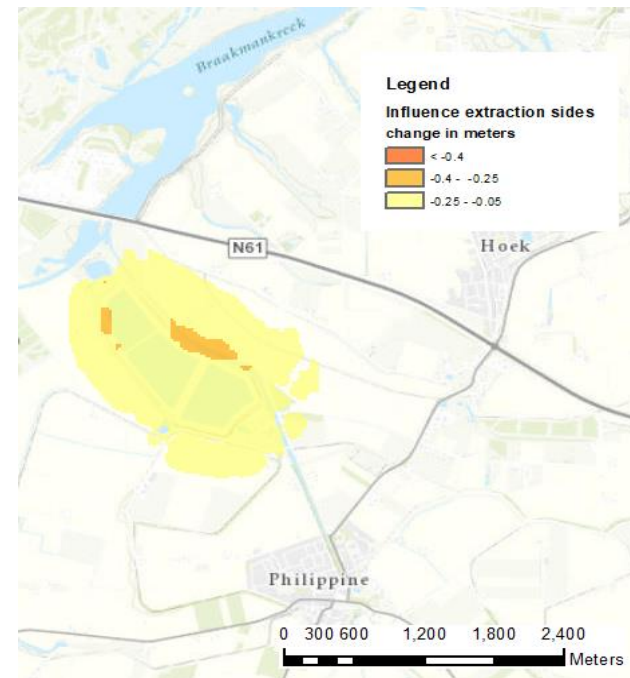 Braakmankreek
Legend
Influence extraction sides
change in meters
< -0.4
-0.4 - -0.25
-0.25 - -0.05
N61
Hoek
Philippine
0 300 600 1,200 1,800 2,400
Meters